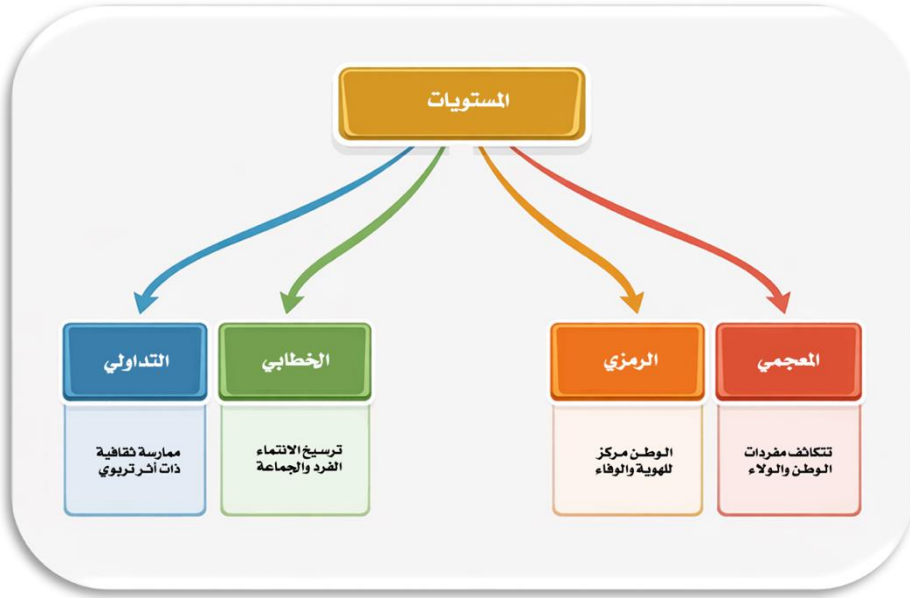 المستويات
المعجمي
تتكاثف مفردات
الوطن والولاء
الرمزي
الوطن مركز
للهوية والوفاء
الخطابي
ترسيخ الانتماء
الفرد والجماعة
التداولي
ممارسة ثقافية
ذات أثر تربوي